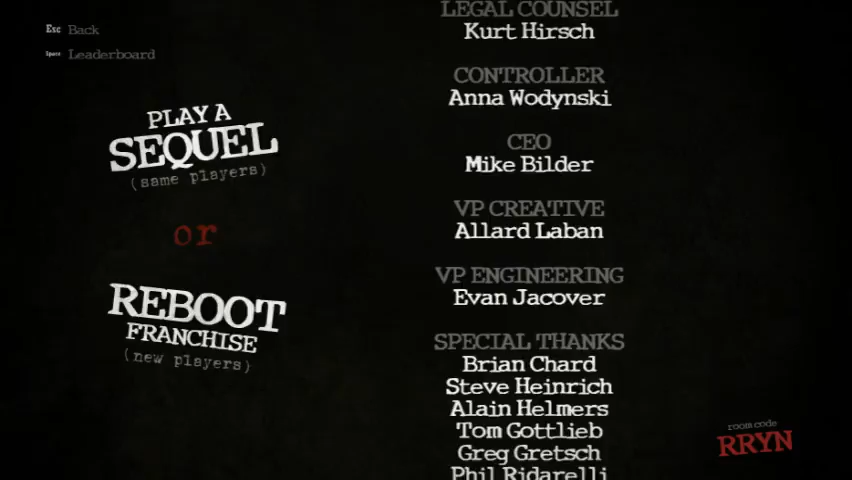 Esc Back
Space Leaderboard
PLAY A
SEQUEL
(same players)
or
REBOOT
FRANCHISE
(new players)
LEGAL COUNSEL
Kurt Hirsch
CONTROLLER
Anna Wodynski
CEO
Mike Bilder
VP CREATIVE
Allard Laban
VP ENGINEERING
Evan Jacover
SPECIAL THANKS
Brian Chard
Steve Heinrich
Alain Helmers
Tom Gottlieb
Greg Gretsch
Phil Ridarelli
room code
RRYN